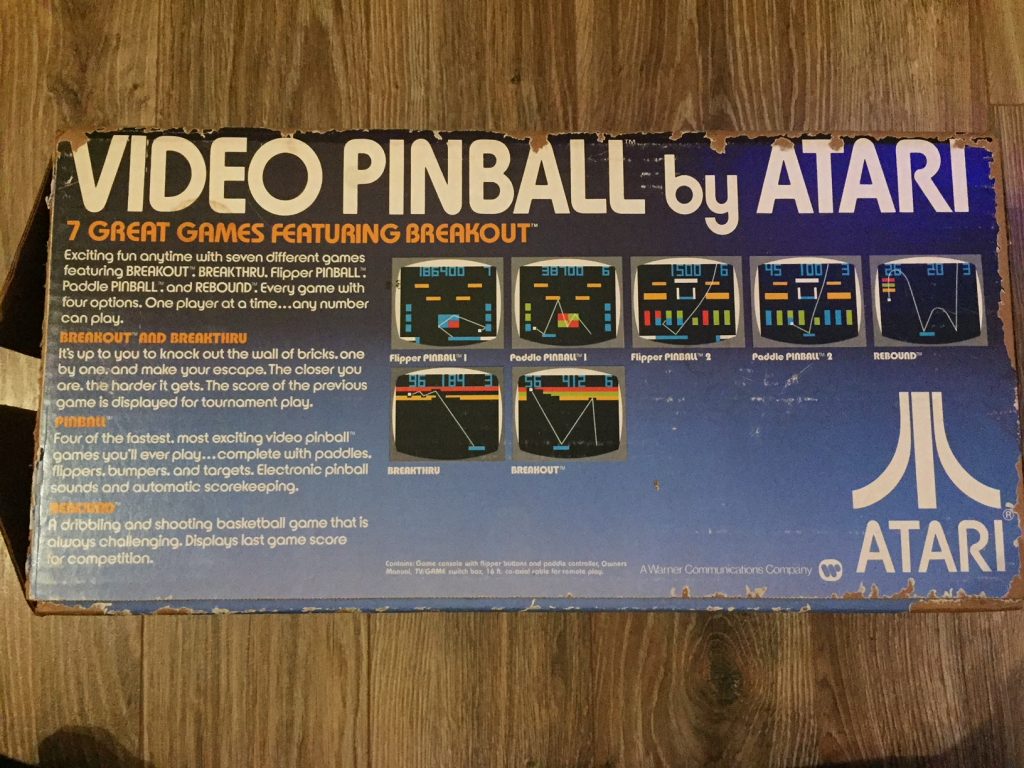 VIDEO PINBALL™ by ATARI
7 GREAT GAMES FEATURING BREAKOUT™
Exciting fun anytime with seven different games
featuring BREAKOUT™, BREAKTHRU, Flipper PINBALL™,
Paddle PINBALL™, and REBOUND™. Every game with
four options. One player at a time...any number
can play.
BREAKOUT™ AND BREAKTHRU
It's up to you to knock out the wall of bricks, one
by one, and make your escape. The closer you
are, the harder it gets. The score of the previous
game is displayed for tournament play.
PINBALL™
Four of the fastest, most exciting video pinball™
games you'll ever play...complete with paddles,
flippers, bumpers, and targets. Electronic pinball
sounds and automatic scorekeeping.
REBOUND™
A dribbling and shooting basketball game that is
always challenging. Displays last game score
for competition.
186400 7
38700 6
1500 6
45 100 3
26 20 3
Flipper PINBALL™ 1
Paddle PINBALL™ 1
Flipper PINBALL™ 2
Paddle PINBALL™ 2
REBOUND™
96 184 3
56 412 6
BREAKTHRU
BREAKOUT™
Contains: Game console with flipper buttons and paddle controller, Owners
Manual, TV/GAME switch box, 16 ft. co-axial cable for remote play.
A Warner Communications Company
ATARI®